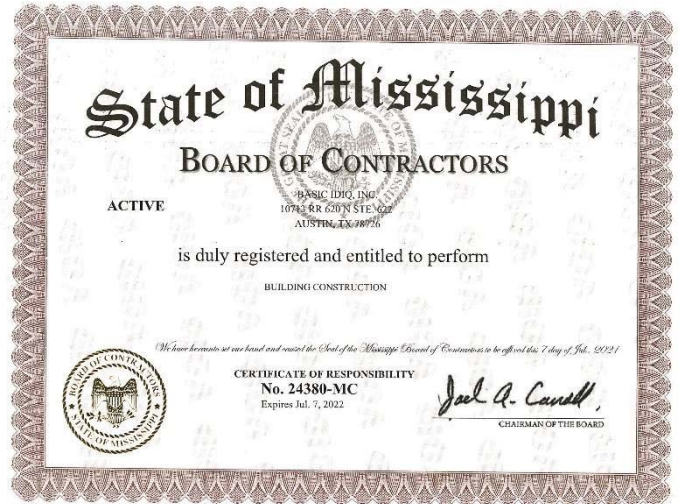 State of Mississippi
BOARD OF CONTRACTORS
ACTIVE
BASIC IDIQ, INC.
10713 RR 620 N STE. 622
AUSTIN, TX 78726
is duly registered and entitled to perform
BUILDING CONSTRUCTION
We have hereunto set our hand and caused the Seal of the Mississippi Board of Contractors to be affixed this 7 day of Jul, 2021
CERTIFICATE OF RESPONSIBILITY
No. 24380-MC
Expires Jul. 7, 2022
CHAIRMAN OF THE BOARD
BOARD OF CONTRACTORS
STATE OF MISSISSIPPI